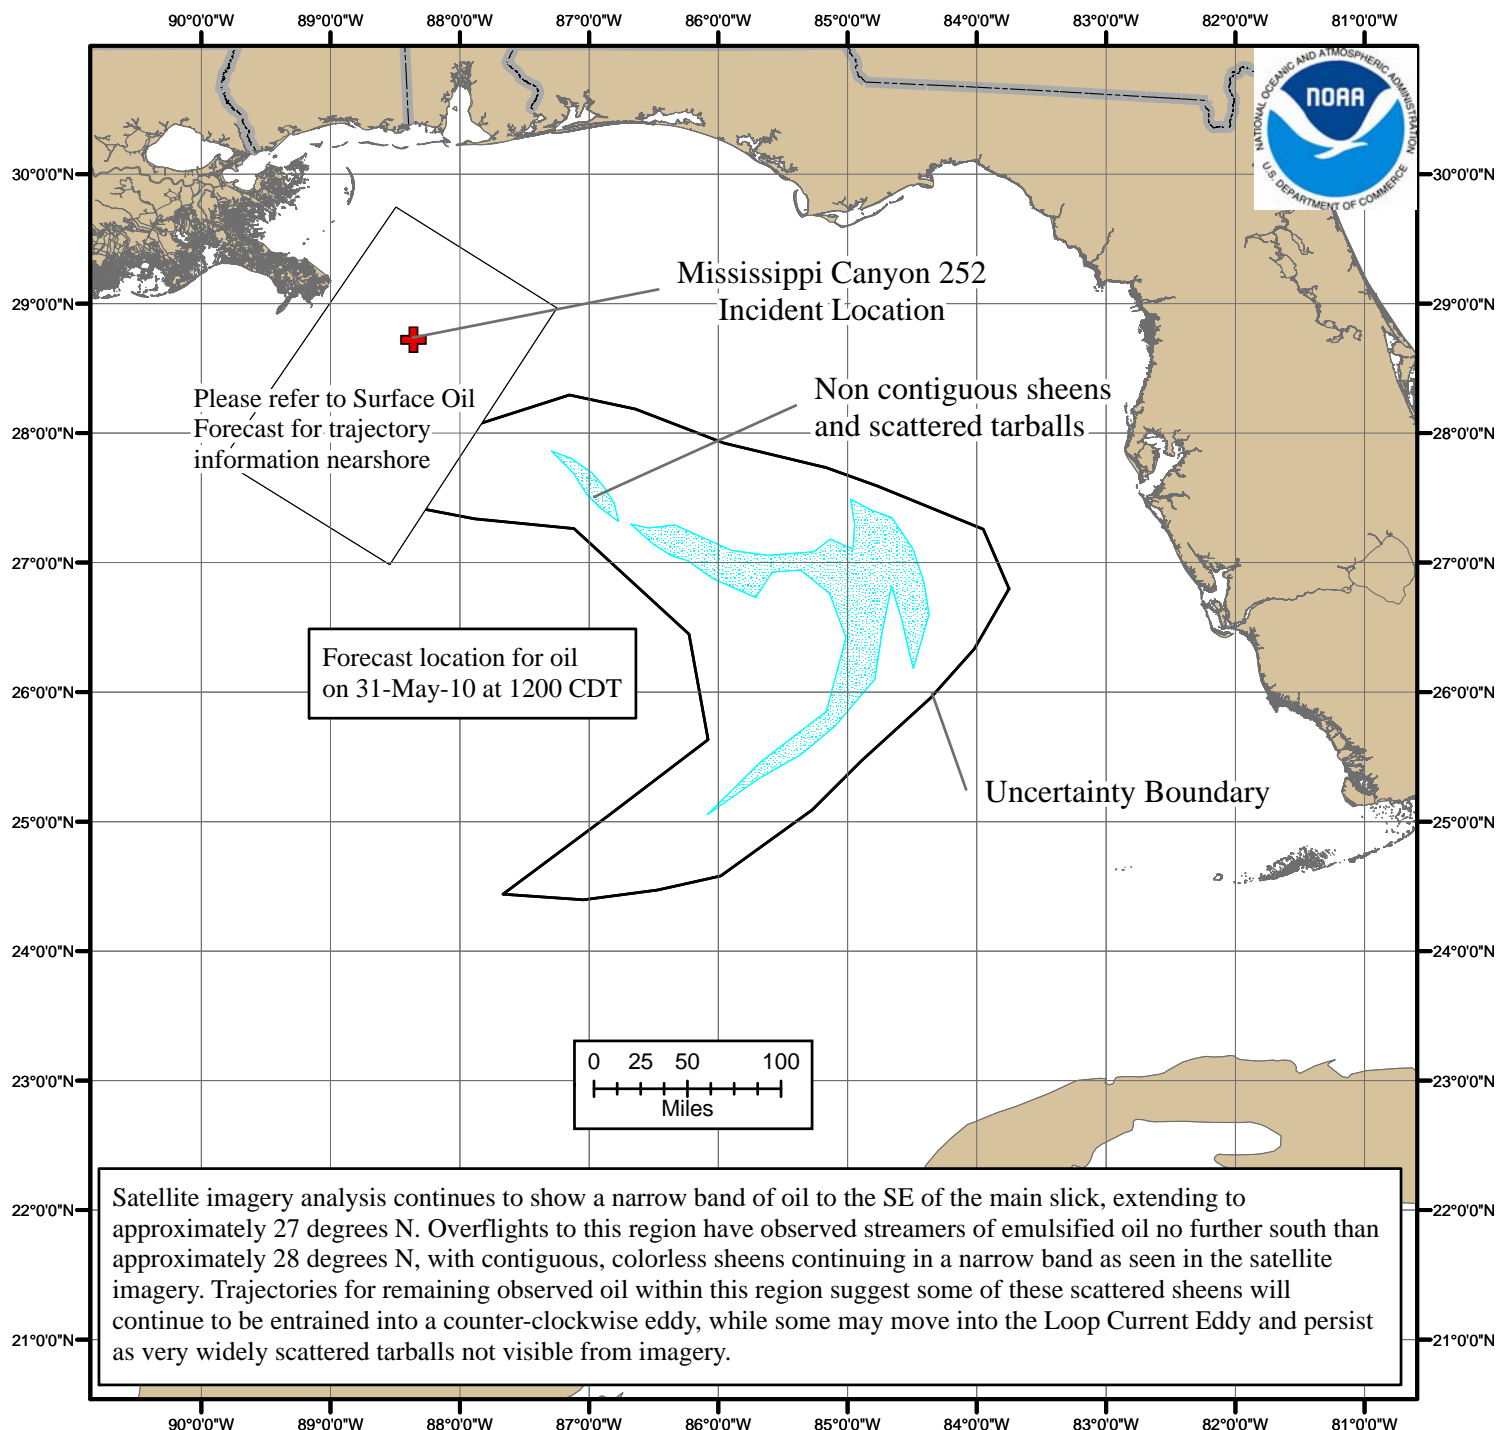 90°0'0"W 89°0'0"W 88°0'0"W 87°0'0"W 86°0'0"W 85°0'0"W 84°0'0"W 83°0'0"W 82°0'0"W 81°0'0"W
NATIONAL OCEANIC AND ATMOSPHERIC ADMINISTRATION
NOAA
U.S. DEPARTMENT OF COMMERCE
30°0'0"N 30°0'0"N
Mississippi Canyon 252
Incident Location
29°0'0"N 29°0'0"N
Non contiguous sheens
and scattered tarballs
Please refer to Surface Oil
Forecast for trajectory
information nearshore
28°0'0"N 28°0'0"N
27°0'0"N 27°0'0"N
Forecast location for oil
on 31-May-10 at 1200 CDT
26°0'0"N 26°0'0"N
Uncertainty Boundary
25°0'0"N 25°0'0"N
24°0'0"N 24°0'0"N
0 25 50 100
Miles
23°0'0"N 23°0'0"N
Satellite imagery analysis continues to show a narrow band of oil to the SE of the main slick, extending to
approximately 27 degrees N. Overflights to this region have observed streamers of emulsified oil no further south than
approximately 28 degrees N, with contiguous, colorless sheens continuing in a narrow band as seen in the satellite
imagery. Trajectories for remaining observed oil within this region suggest some of these scattered sheens will
continue to be entrained into a counter-clockwise eddy, while some may move into the Loop Current Eddy and persist
as very widely scattered tarballs not visible from imagery.
22°0'0"N 22°0'0"N
21°0'0"N 21°0'0"N
90°0'0"W 89°0'0"W 88°0'0"W 87°0'0"W 86°0'0"W 85°0'0"W 84°0'0"W 83°0'0"W 82°0'0"W 81°0'0"W